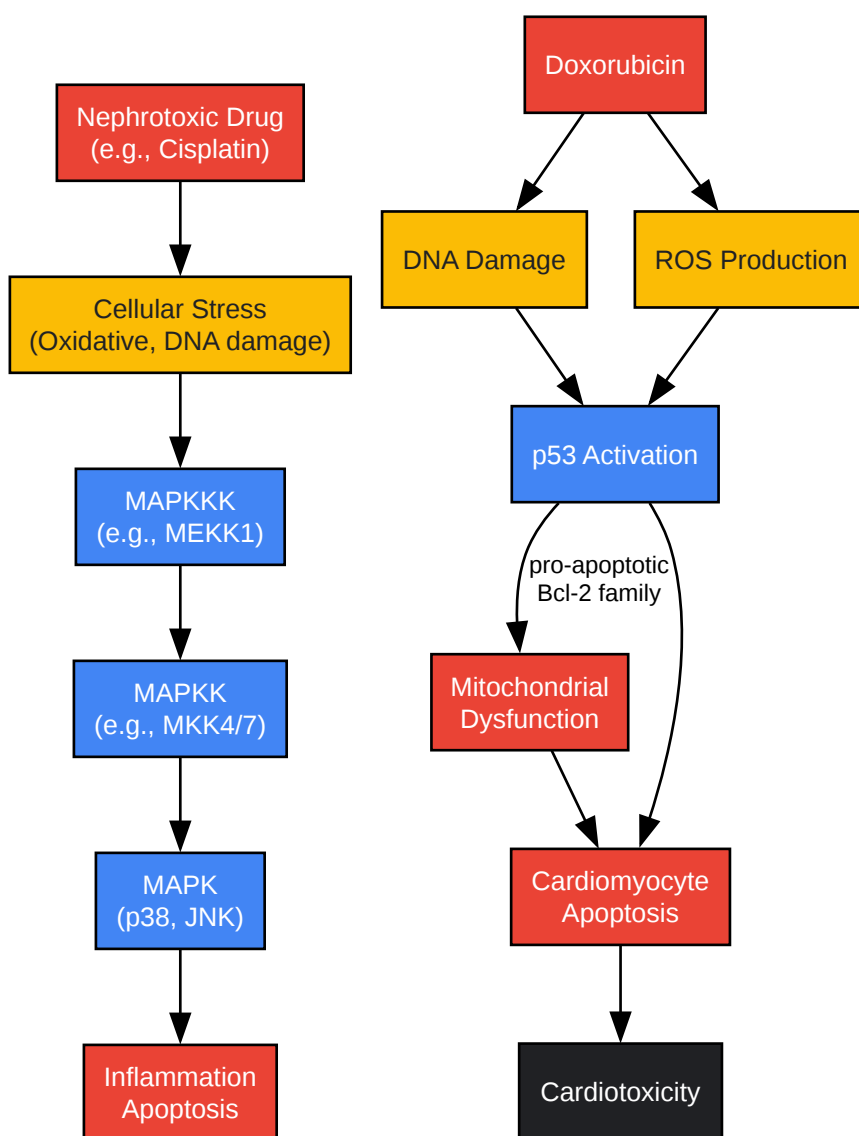 Nephrotoxic Drug
(e.g., Cisplatin)
Cellular Stress
(Oxidative, DNA damage)
MAPKKK
(e.g., MEKK1)
MAPKK
(e.g., MKK4/7)
MAPK
(p38, JNK)
Inflammation
Apoptosis
Doxorubicin
DNA Damage
ROS Production
p53 Activation
pro-apoptotic
Bcl-2 family
Mitochondrial
Dysfunction
Cardiomyocyte
Apoptosis
Cardiotoxicity